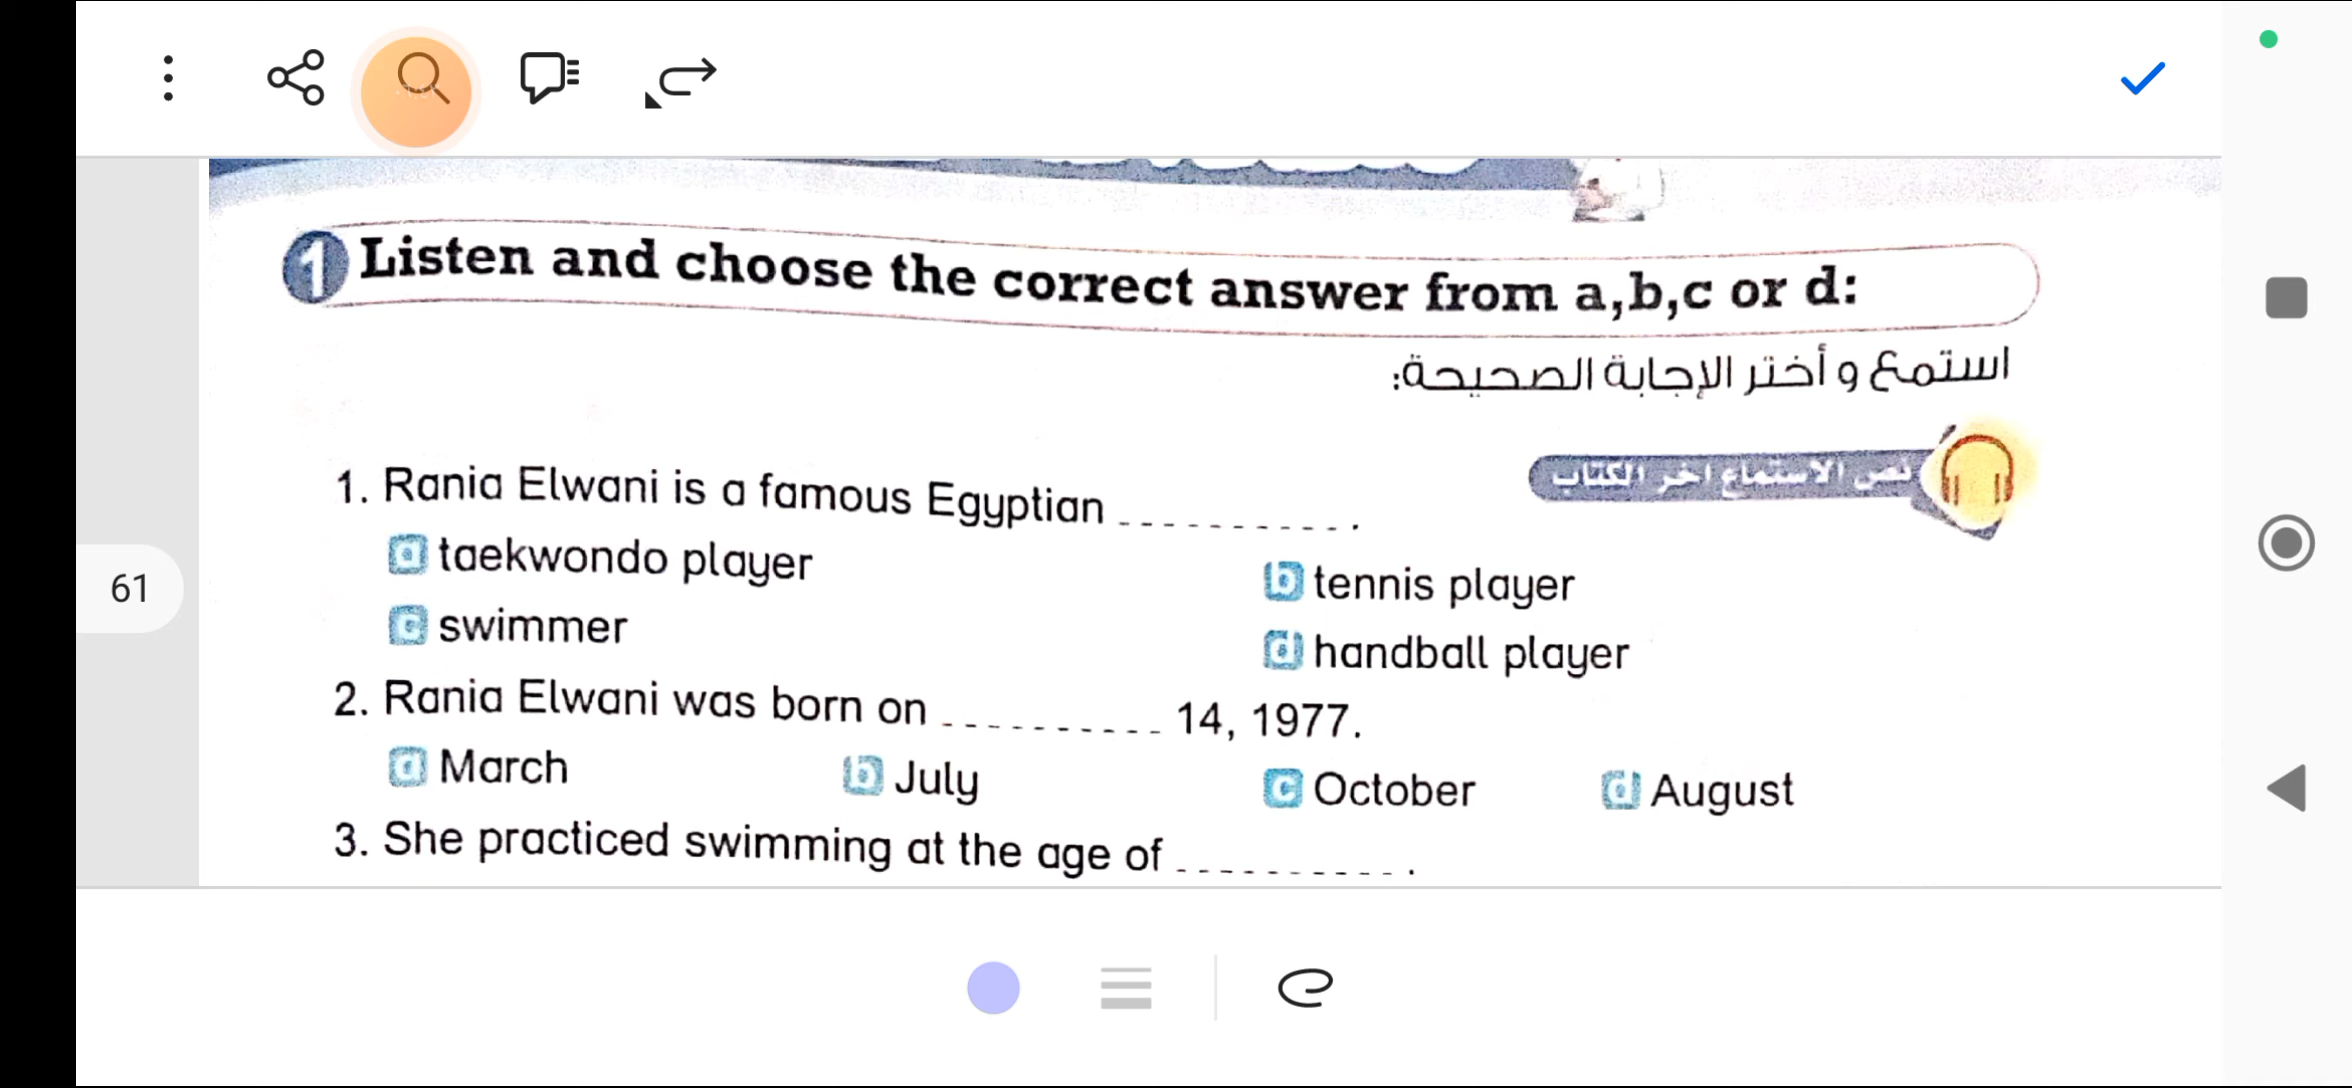 1 Listen and choose the correct answer from a,b,c or d:
استمع و أختر الإجابة الصحيحة:
نص الاستماع اخر الكتاب
1. Rania Elwani is a famous Egyptian ---------- .
a taekwondo player b tennis player
c swimmer d handball player
2. Rania Elwani was born on ---------- 14, 1977.
a March b July c October d August
61
3. She practiced swimming at the age of ---------- .